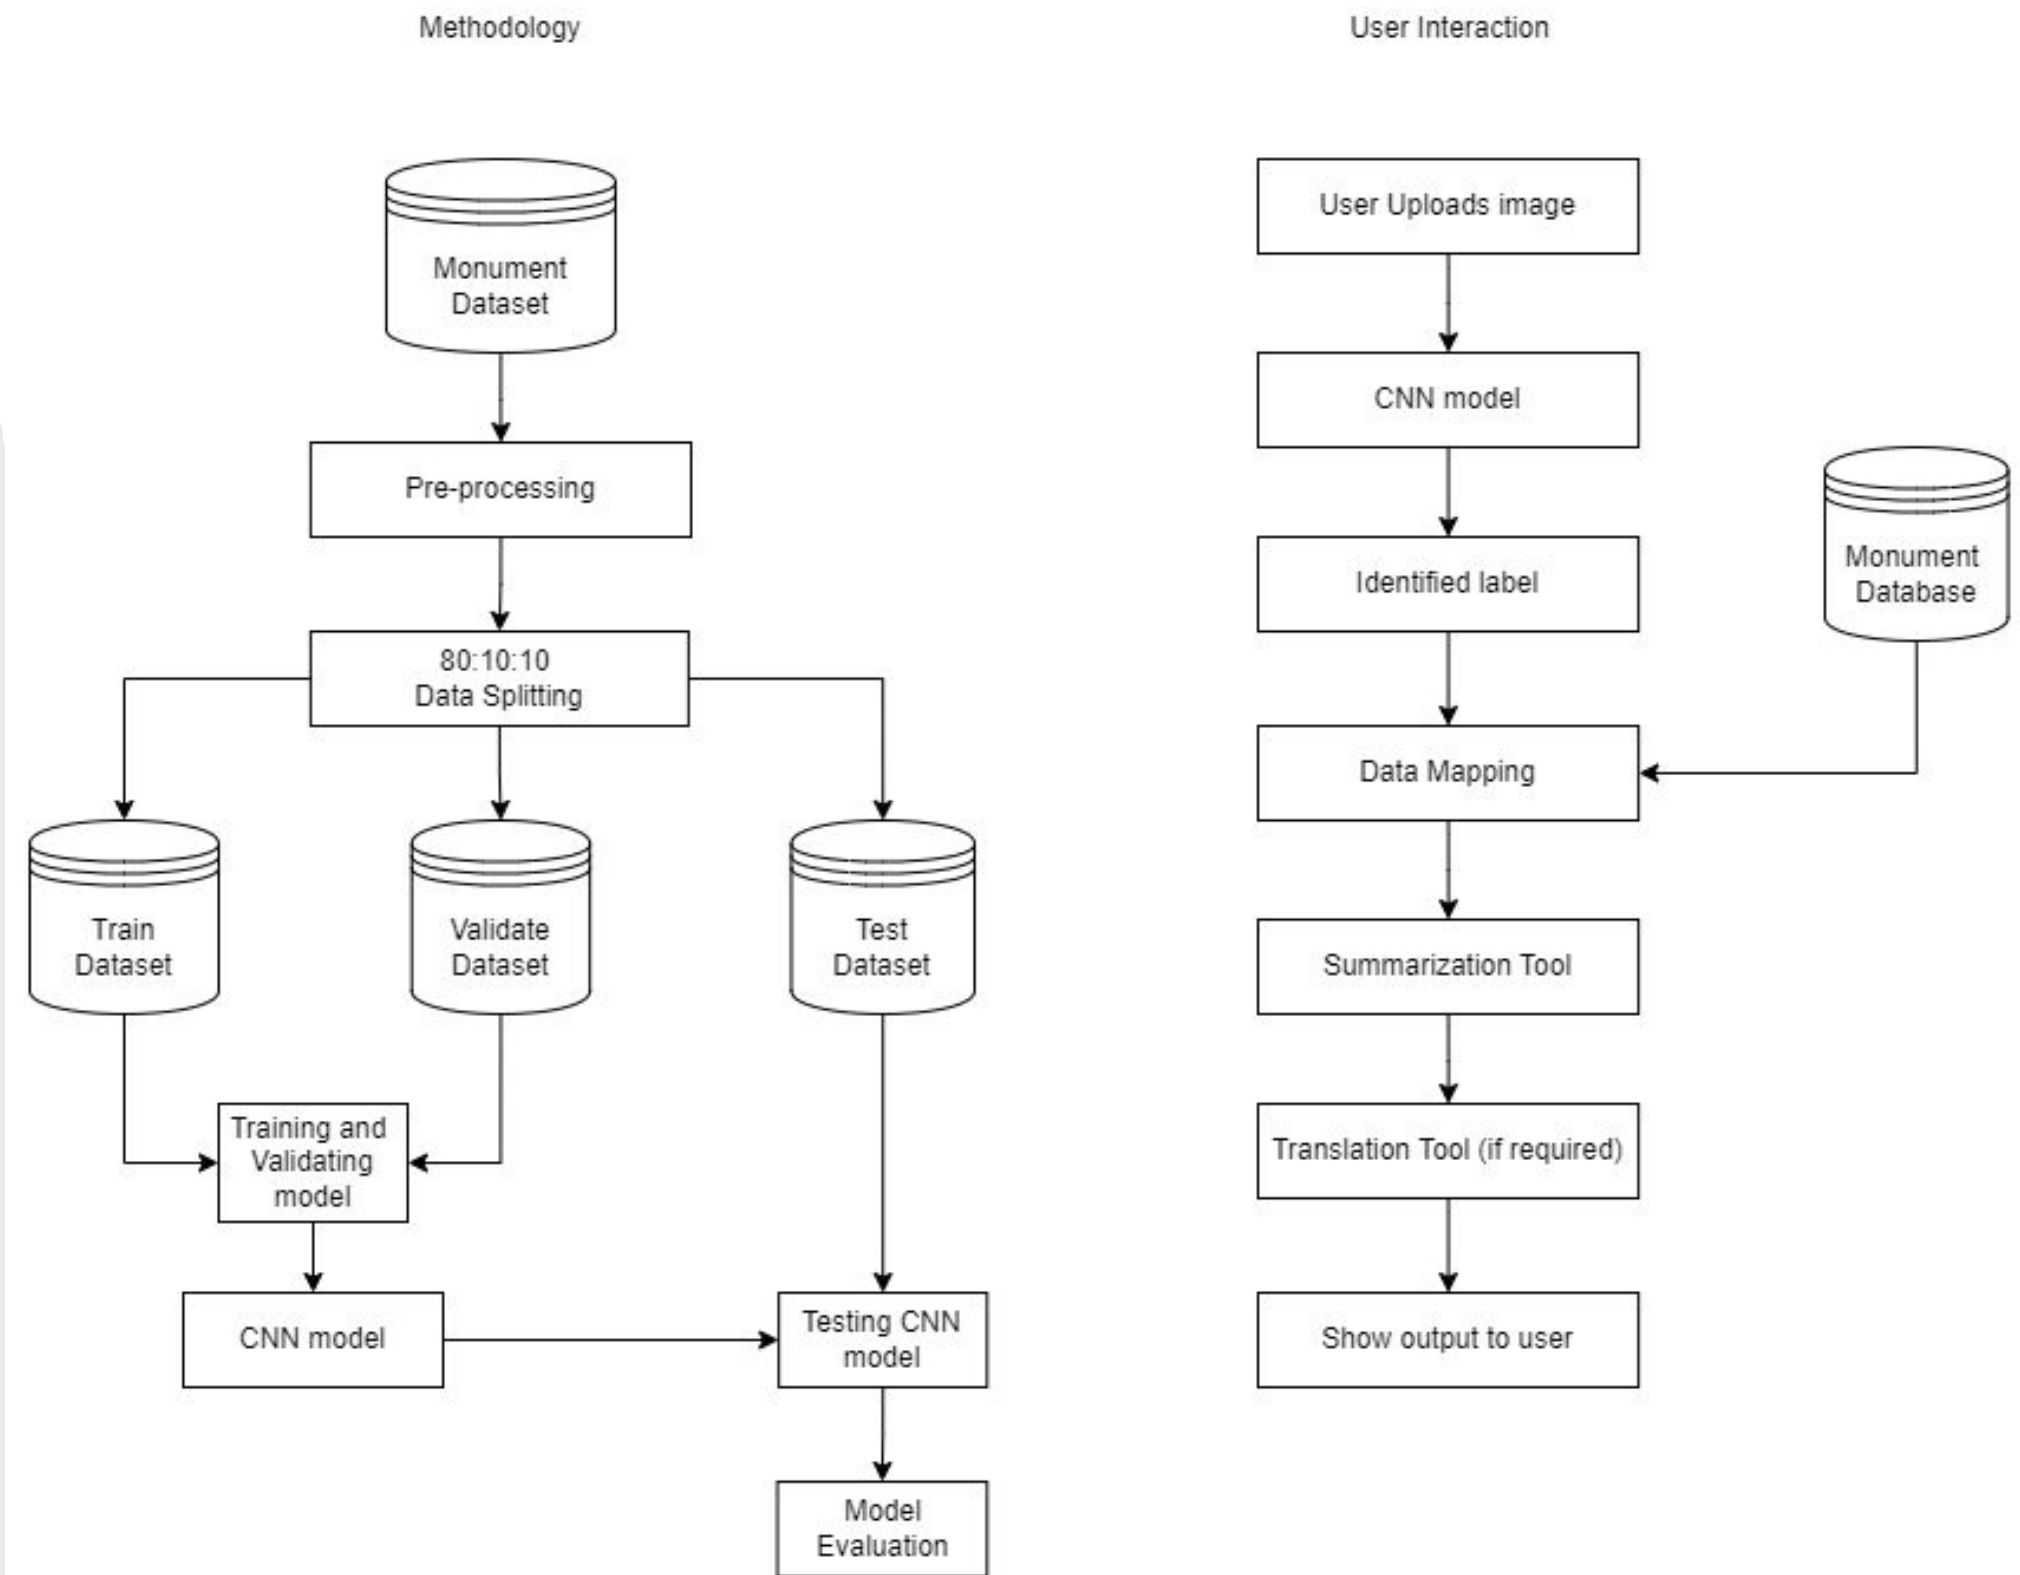 Methodology
Monument
Dataset
Pre-processing
80:10:10
Data Splitting
Train
Dataset
Validate
Dataset
Test
Dataset
Training and
Validating
model
CNN model
Testing CNN
model
Model
Evaluation
User Interaction
User Uploads image
CNN model
Identified label
Monument
Database
Data Mapping
Summarization Tool
Translation Tool (if required)
Show output to user